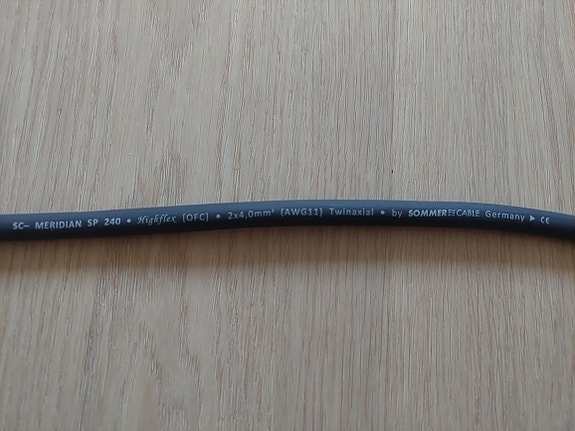 SC– MERIDIAN SP 240 • Highflex [OFC] • 2x4,0mm² (AWG11) Twinaxial • by SOMMER CABLE Germany ► CE